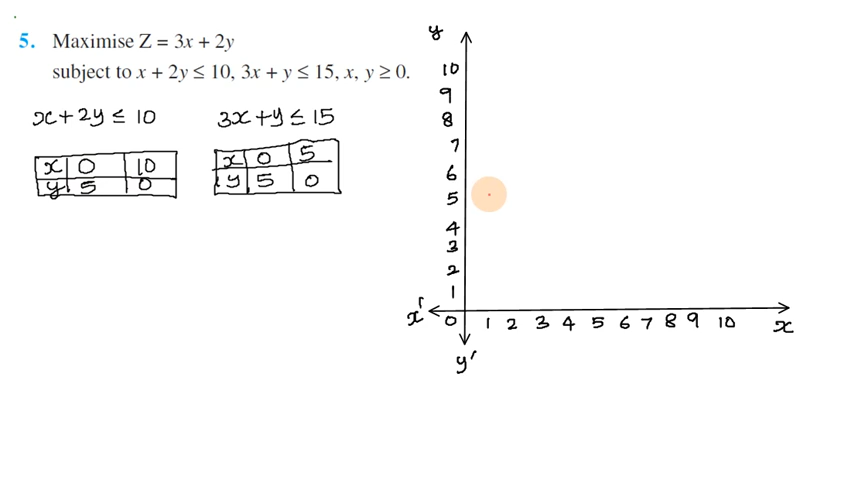 5. Maximise Z = 3x + 2y
subject to x + 2y ≤ 10, 3x + y ≤ 15, x, y ≥ 0.
x + 2y ≤ 10
x 0 10
y 5 0
3x + y ≤ 15
x 0 5
y 5 0
y
10
9
8
7
6
5
4
3
2
1
x' 0 1 2 3 4 5 6 7 8 9 10 x
y'